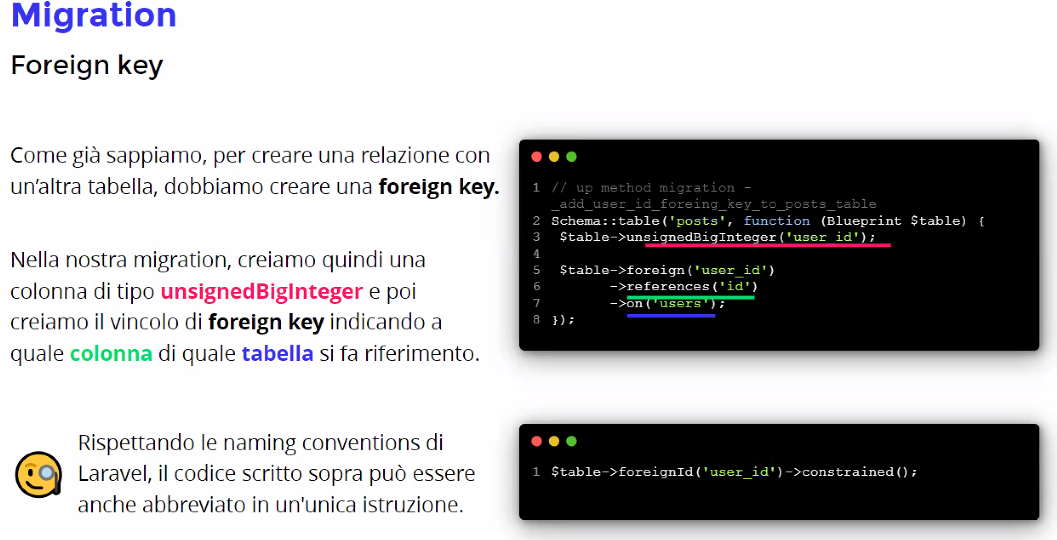 Migration
Foreign key
Come già sappiamo, per creare una relazione con
un'altra tabella, dobbiamo creare una foreign key.
Nella nostra migration, creiamo quindi una
colonna di tipo unsignedBigInteger e poi
creiamo il vincolo di foreign key indicando a
quale colonna di quale tabella si fa riferimento.
1 // up method migration -
_add_user_id_foreing_key_to_posts_table
2 Schema::table('posts', function (Blueprint $table) {
3 $table->unsignedBigInteger('user_id');
4
5 $table->foreign('user_id')
6 ->references('id')
7 ->on('users');
8 });
Rispettando le naming conventions di
Laravel, il codice scritto sopra può essere
anche abbreviato in un'unica istruzione.
1 $table->foreignId('user_id')->constrained();